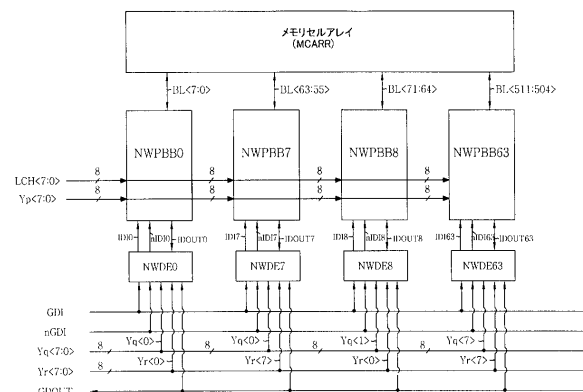 メモリセルアレイ
(MCARR)
BL<7:0> BL<63:55> BL<71:64> BL<511:504>
NWPBB0 NWPBB7 NWPBB8 NWPBB63
LCH<7:0> 8 8 8 8
Yp<7:0> 8 8 8 8
IDI0 nIDI0 IDOUT0 IDI7 nIDI7 IDOUT7 IDI8 nIDI8 IDOUT8 IDI63 nIDI63 IDOUT63
NWDE0 NWDE7 NWDE8 NWDE63
GDI
nGDI
Yq<0> Yq<0> Yq<1> Yq<7>
Yq<7:0> 8 8 8 8
Yr<0> Yr<7> Yr<0> Yr<7>
Yr<7:0> 8
GDOUT